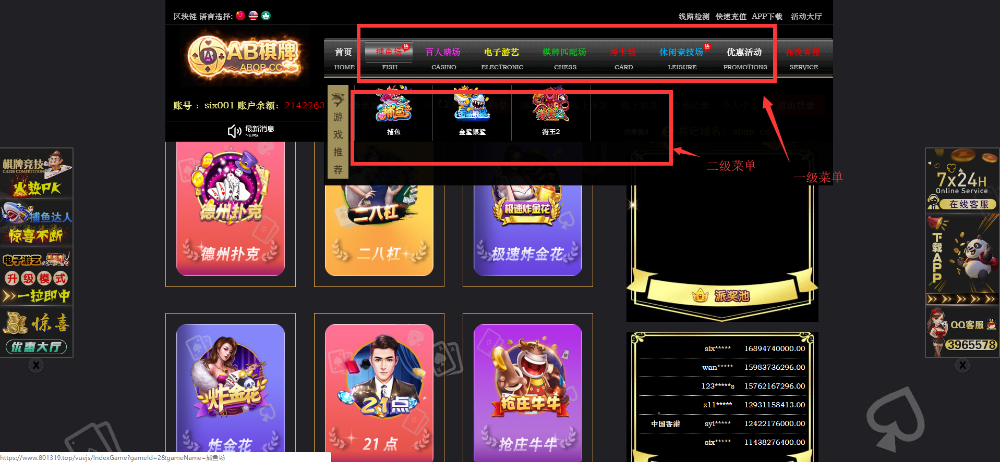 区块链 语言选择:
线路检测 快速充值 APP下载 活动大厅
AB棋牌
ABQP.CC
首页 捕鱼场 热 百人赌场 电子游艺 棋牌匹配场 房卡场 休闲竞技场 热 优惠活动 在线客服
HOME FISH CASINO ELECTRONIC CHESS CARD LEISURE PROMOTIONS SERVICE
账号 : six001 账户余额: 2142263
最新消息
NEWS
游戏推荐
捕鱼
捕鱼
金鲨银鲨
金鲨银鲨
海王2
海王2
归集
线上存款 线上取款 交易记录 个人中心 退出登录
易记域名: abqp.cc
二级菜单
一级菜单
棋牌竞技
CHESS COMPETITION
火热PK
捕鱼达人
惊喜不断
电子游艺
升级模式
一拉即中
惊喜
优惠大厅
X
德州扑克
德州扑克
二八杠
二八杠
极速炸金花
极速炸金花
派奖池
7x24H
Online Service
在线客服
下载APP
QQ客服
3965578
X
炸金花
炸金花
21点
21点
抢庄牛牛
抢庄牛牛
six***** 16894740000.00
wan***** 15983736296.00
123*****s 15762167296.00
z11***** 12931158413.00
中国香港 syi***** 12422176000.00
six***** 11438276400.00
https://www.801319.top/vuejs/IndexGame?gameId=2&gameName=捕鱼场